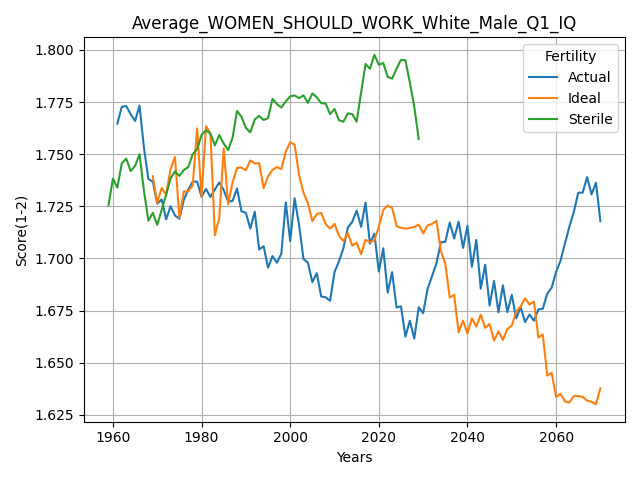 Average_WOMEN_SHOULD_WORK_White_Male_Q1_IQ
Fertility
Actual
Ideal
Sterile
Score(1-2)
1.800
1.775
1.750
1.725
1.700
1.675
1.650
1.625
1960 1980 2000 2020 2040 2060
Years